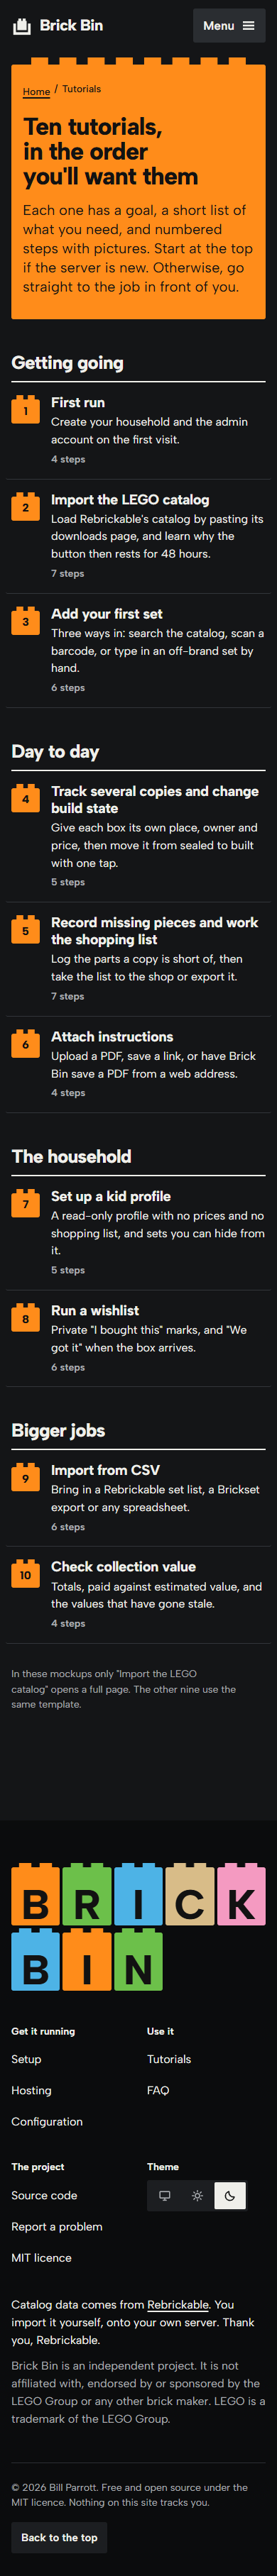 Brick Bin
Menu
Home / Tutorials
Ten tutorials,
in the order
you'll want them
Each one has a goal, a short list of
what you need, and numbered
steps with pictures. Start at the top
if the server is new. Otherwise, go
straight to the job in front of you.
Getting going
1
First run
Create your household and the admin
account on the first visit.
4 steps
2
Import the LEGO catalog
Load Rebrickable's catalog by pasting its
downloads page, and learn why the
button then rests for 48 hours.
7 steps
3
Add your first set
Three ways in: search the catalog, scan a
barcode, or type in an off-brand set by
hand.
6 steps
Day to day
4
Track several copies and change
build state
Give each box its own place, owner and
price, then move it from sealed to built
with one tap.
5 steps
5
Record missing pieces and work
the shopping list
Log the parts a copy is short of, then
take the list to the shop or export it.
7 steps
6
Attach instructions
Upload a PDF, save a link, or have Brick
Bin save a PDF from a web address.
4 steps
The household
7
Set up a kid profile
A read-only profile with no prices and no
shopping list, and sets you can hide from
it.
5 steps
8
Run a wishlist
Private "I bought this" marks, and "We
got it" when the box arrives.
6 steps
Bigger jobs
9
Import from CSV
Bring in a Rebrickable set list, a Brickset
export or any spreadsheet.
6 steps
10
Check collection value
Totals, paid against estimated value, and
the values that have gone stale.
4 steps
In these mockups only "Import the LEGO
catalog" opens a full page. The other nine use the
same template.
BRICK
BIN
Get it running
Setup
Hosting
Configuration
Use it
Tutorials
FAQ
The project
Source code
Report a problem
MIT licence
Theme
Catalog data comes from Rebrickable. You
import it yourself, onto your own server. Thank
you, Rebrickable.
Brick Bin is an independent project. It is not
affiliated with, endorsed by or sponsored by the
LEGO Group or any other brick maker. LEGO is a
trademark of the LEGO Group.
© 2026 Bill Parrott. Free and open source under the
MIT licence. Nothing on this site tracks you.
Back to the top